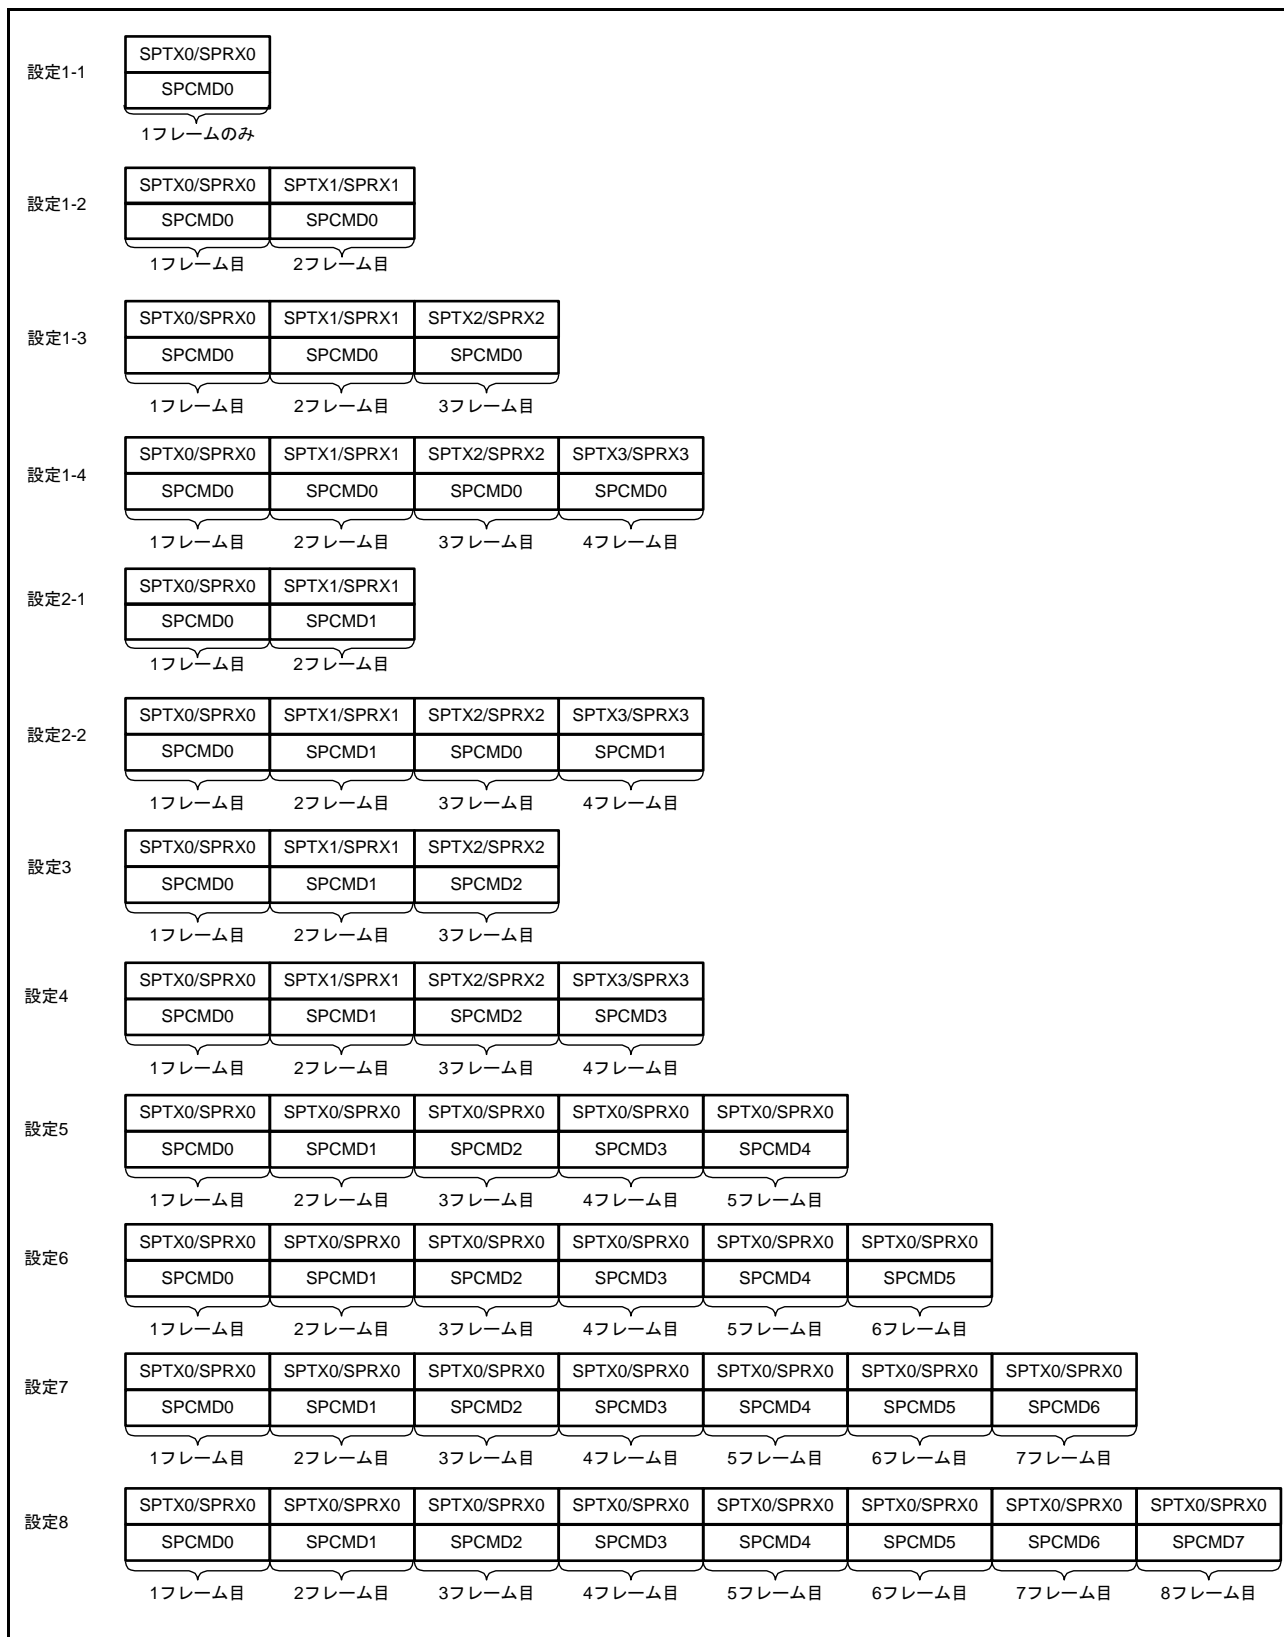 設定1-1
SPTX0/SPRX0
SPCMD0
1フレームのみ
設定1-2
SPTX0/SPRX0 SPTX1/SPRX1
SPCMD0 SPCMD0
1フレーム目 2フレーム目
設定1-3
SPTX0/SPRX0 SPTX1/SPRX1 SPTX2/SPRX2
SPCMD0 SPCMD0 SPCMD0
1フレーム目 2フレーム目 3フレーム目
設定1-4
SPTX0/SPRX0 SPTX1/SPRX1 SPTX2/SPRX2 SPTX3/SPRX3
SPCMD0 SPCMD0 SPCMD0 SPCMD0
1フレーム目 2フレーム目 3フレーム目 4フレーム目
設定2-1
SPTX0/SPRX0 SPTX1/SPRX1
SPCMD0 SPCMD1
1フレーム目 2フレーム目
設定2-2
SPTX0/SPRX0 SPTX1/SPRX1 SPTX2/SPRX2 SPTX3/SPRX3
SPCMD0 SPCMD1 SPCMD0 SPCMD1
1フレーム目 2フレーム目 3フレーム目 4フレーム目
設定3
SPTX0/SPRX0 SPTX1/SPRX1 SPTX2/SPRX2
SPCMD0 SPCMD1 SPCMD2
1フレーム目 2フレーム目 3フレーム目
設定4
SPTX0/SPRX0 SPTX1/SPRX1 SPTX2/SPRX2 SPTX3/SPRX3
SPCMD0 SPCMD1 SPCMD2 SPCMD3
1フレーム目 2フレーム目 3フレーム目 4フレーム目
設定5
SPTX0/SPRX0 SPTX0/SPRX0 SPTX0/SPRX0 SPTX0/SPRX0 SPTX0/SPRX0
SPCMD0 SPCMD1 SPCMD2 SPCMD3 SPCMD4
1フレーム目 2フレーム目 3フレーム目 4フレーム目 5フレーム目
設定6
SPTX0/SPRX0 SPTX0/SPRX0 SPTX0/SPRX0 SPTX0/SPRX0 SPTX0/SPRX0 SPTX0/SPRX0
SPCMD0 SPCMD1 SPCMD2 SPCMD3 SPCMD4 SPCMD5
1フレーム目 2フレーム目 3フレーム目 4フレーム目 5フレーム目 6フレーム目
設定7
SPTX0/SPRX0 SPTX0/SPRX0 SPTX0/SPRX0 SPTX0/SPRX0 SPTX0/SPRX0 SPTX0/SPRX0 SPTX0/SPRX0
SPCMD0 SPCMD1 SPCMD2 SPCMD3 SPCMD4 SPCMD5 SPCMD6
1フレーム目 2フレーム目 3フレーム目 4フレーム目 5フレーム目 6フレーム目 7フレーム目
設定8
SPTX0/SPRX0 SPTX0/SPRX0 SPTX0/SPRX0 SPTX0/SPRX0 SPTX0/SPRX0 SPTX0/SPRX0 SPTX0/SPRX0 SPTX0/SPRX0
SPCMD0 SPCMD1 SPCMD2 SPCMD3 SPCMD4 SPCMD5 SPCMD6 SPCMD7
1フレーム目 2フレーム目 3フレーム目 4フレーム目 5フレーム目 6フレーム目 7フレーム目 8フレーム目